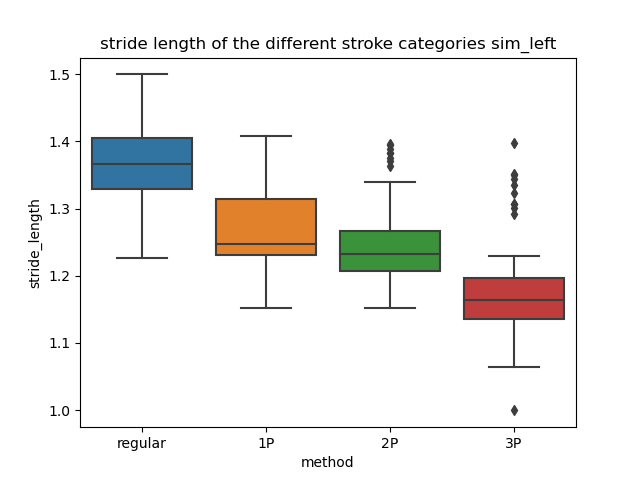 stride length of the different stroke categories sim_left
1.5
1.4
1.3
1.2
1.1
1.0
stride_length
regular 1P 2P 3P
method